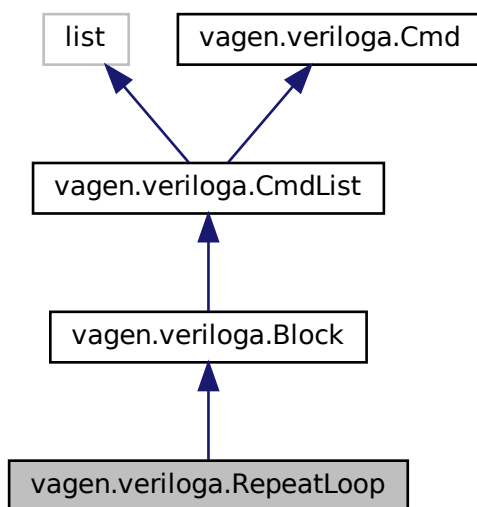 list
vagen.veriloga.Cmd
vagen.veriloga.CmdList
vagen.veriloga.Block
vagen.veriloga.RepeatLoop